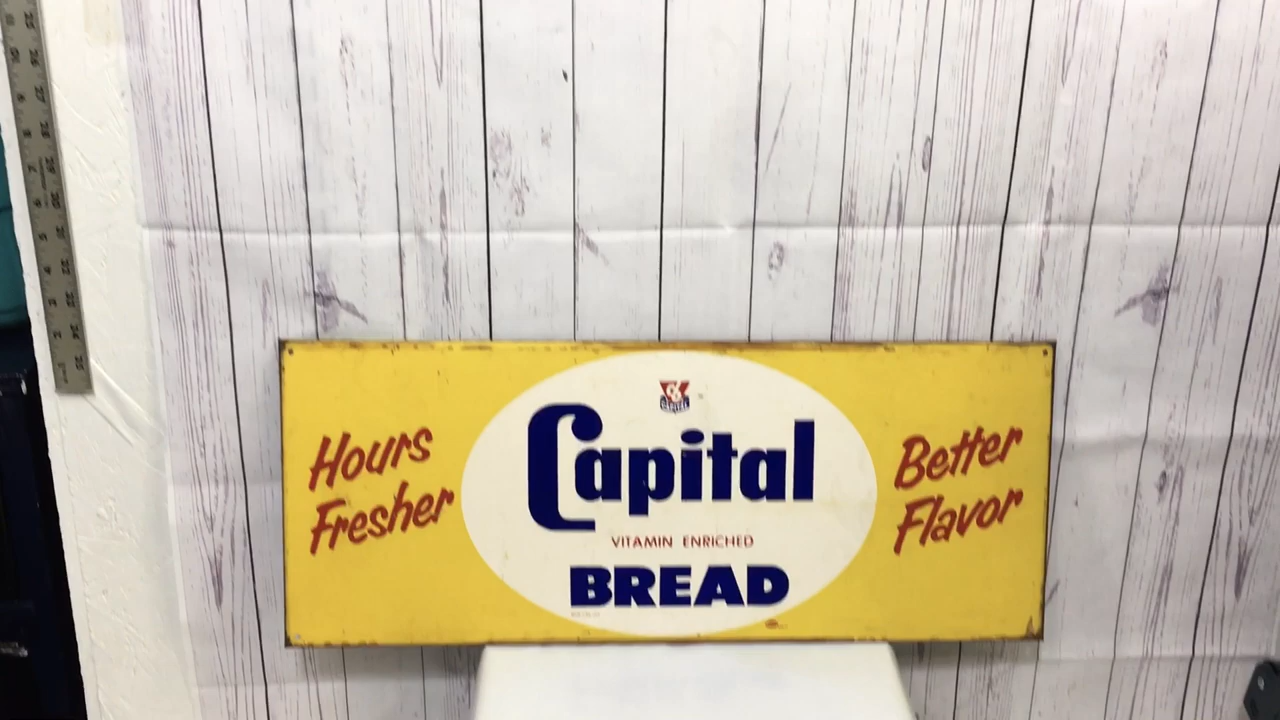 Hours
Fresher
Capital
VITAMIN ENRICHED
BREAD
Better
Flavor